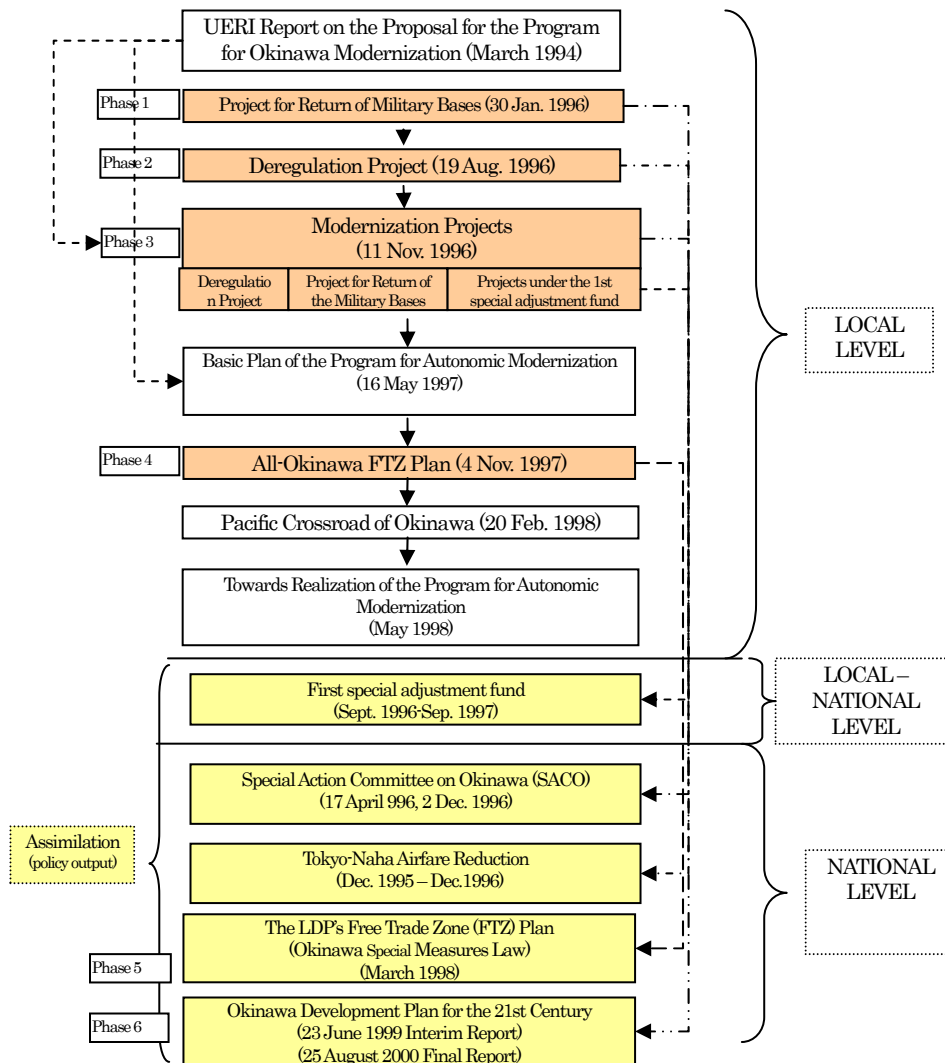 UERI Report on the Proposal for the Program
for Okinawa Modernization (March 1994)
Phase 1
Project for Return of Military Bases (30 Jan. 1996)
Phase 2
Deregulation Project (19 Aug. 1996)
Phase 3
Modernization Projects
(11 Nov. 1996)
Deregulatio
n Project
Project for Return of
the Military Bases
Projects under the 1st
special adjustment fund
LOCAL
LEVEL
Basic Plan of the Program for Autonomic Modernization
(16 May 1997)
Phase 4
All-Okinawa FTZ Plan (4 Nov. 1997)
Pacific Crossroad of Okinawa (20 Feb. 1998)
Towards Realization of the Program for Autonomic
Modernization
(May 1998)
First special adjustment fund
(Sept. 1996-Sep. 1997)
LOCAL –
NATIONAL
LEVEL
Special Action Committee on Okinawa (SACO)
(17 April 996, 2 Dec. 1996)
Assimilation
(policy output)
Tokyo-Naha Airfare Reduction
(Dec. 1995 – Dec.1996)
NATIONAL
LEVEL
The LDP's Free Trade Zone (FTZ) Plan
(Okinawa Special Measures Law)
(March 1998)
Phase 5
Phase 6
Okinawa Development Plan for the 21st Century
(23 June 1999 Interim Report)
(25 August 2000 Final Report)